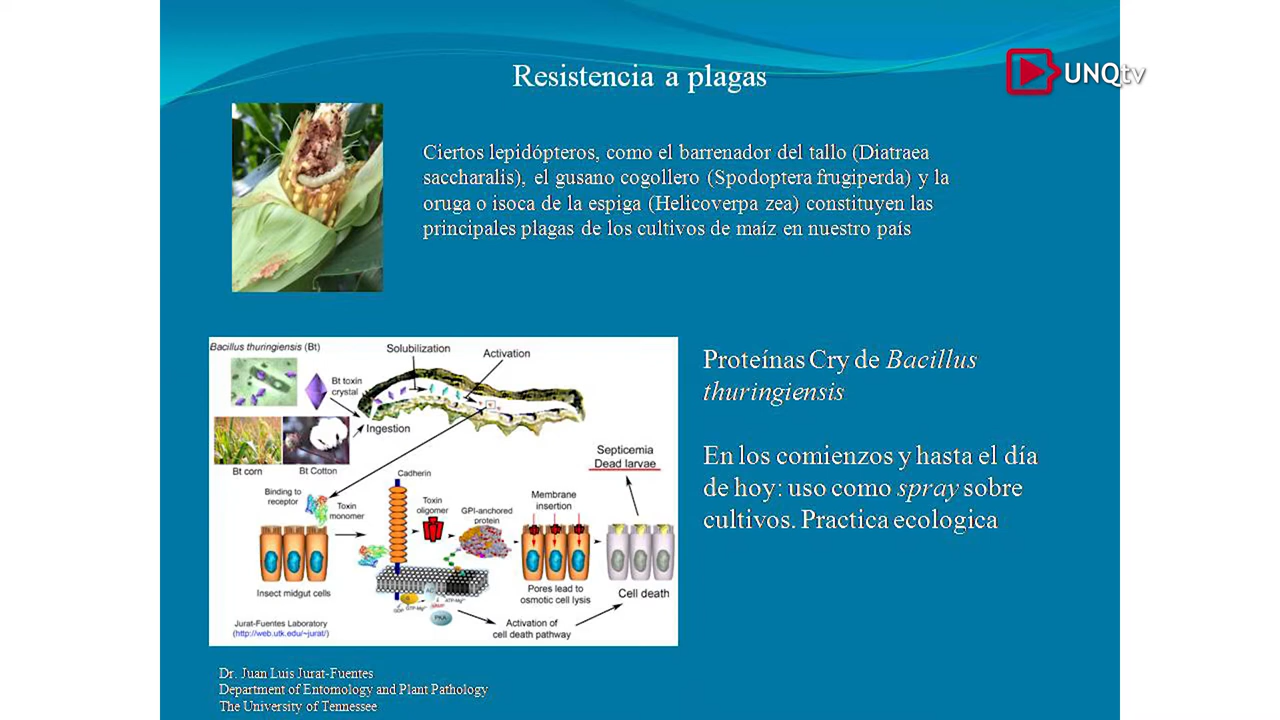 Resistencia a plagas
UNQtv
Ciertos lepidópteros, como el barrenador del tallo (Diatraea
saccharalis), el gusano cogollero (Spodoptera frugiperda) y la
oruga o isoca de la espiga (Helicoverpa zea) constituyen las
principales plagas de los cultivos de maíz en nuestro país
Bacillus thuringiensis (Bt)
Solubilization
Activation
Bt toxin
crystal
Ingestion
Bt corn
Bt Cotton
Septicemia
Dead larvae
Binding to
receptor
Toxin
monomer
Cadherin
Toxin
oligomer
GPI-anchored
protein
Membrane
insertion
Insect midgut cells
Pores lead to
osmotic cell lysis
Cell death
PKA
Activation of
cell death pathway
Jurat-Fuentes Laboratory
(http://web.utk.edu/~jurat/)
Proteínas Cry de Bacillus
thuringiensis
En los comienzos y hasta el día
de hoy: uso como spray sobre
cultivos. Practica ecologica
Dr. Juan Luis Jurat-Fuentes
Department of Entomology and Plant Pathology
The University of Tennessee